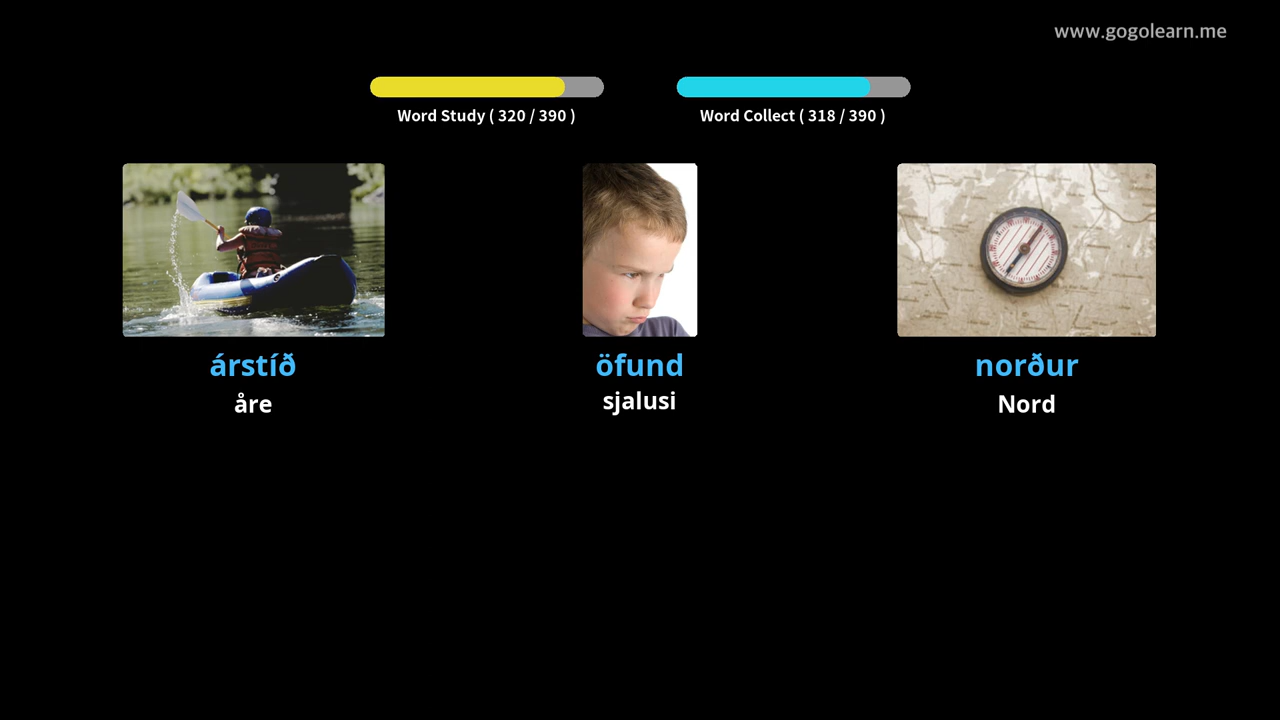 www.gogolearn.me
Word Study ( 320 / 390 )
Word Collect ( 318 / 390 )
árstíð
öfund
norður
åre
sjalusi
Nord